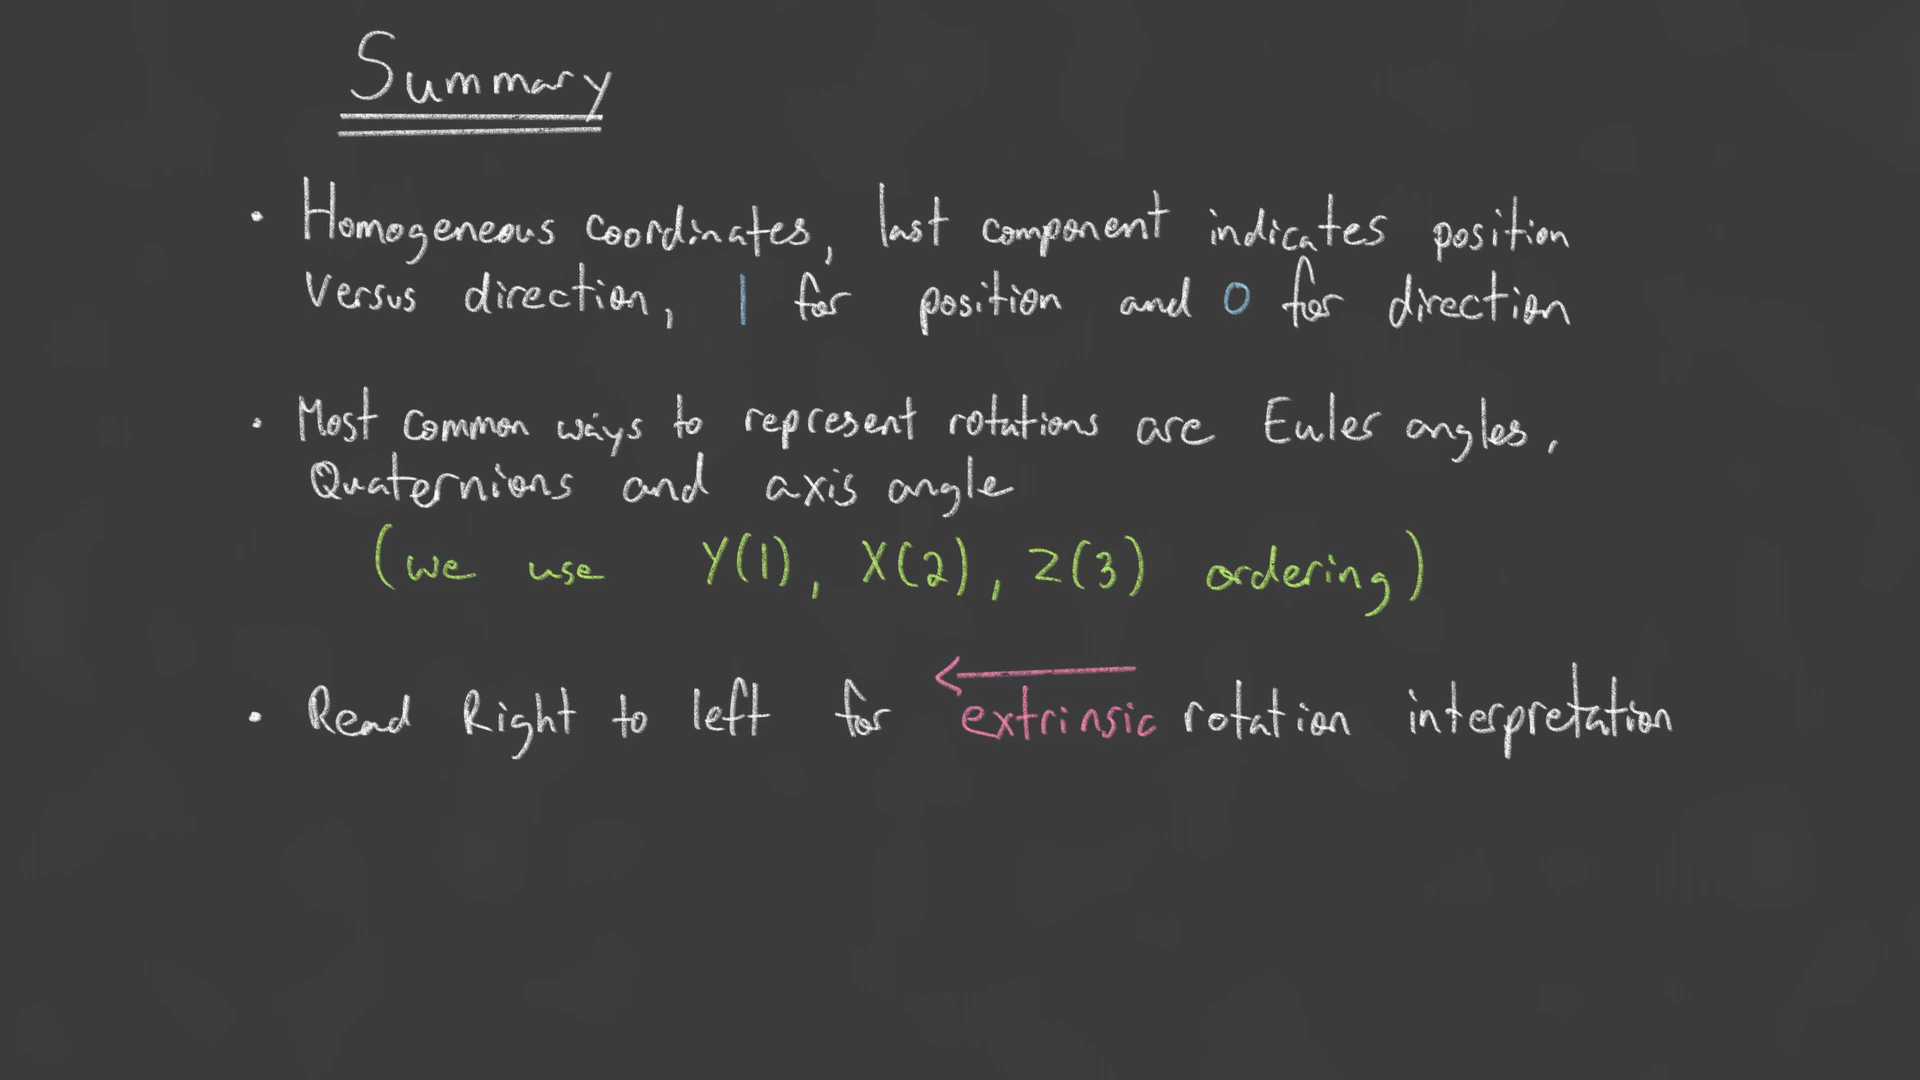 Summary
• Homogeneous coordinates, last component indicates position
versus direction, 1 for position and 0 for direction
• Most common ways to represent rotations are Euler angles,
Quaternions and axis angle
(we use Y(1), X(2), Z(3) ordering)
• Read Right to left for extrinsic rotation interpretation